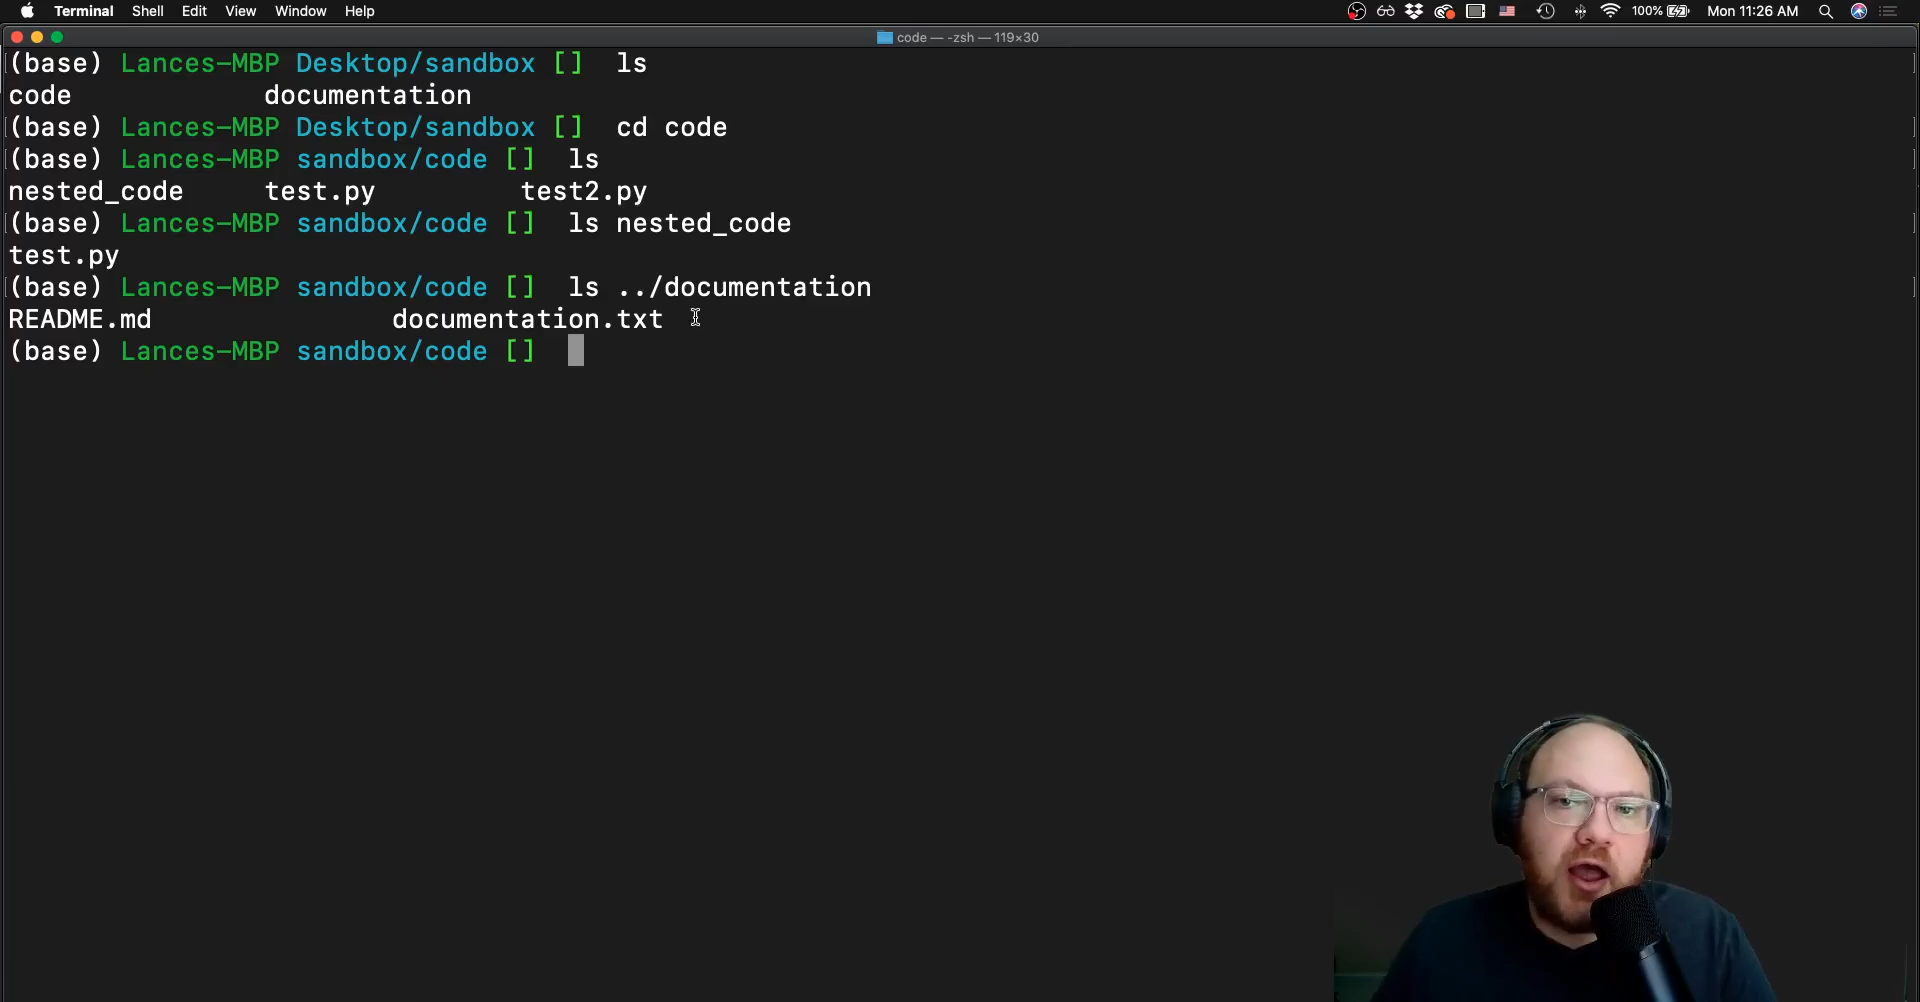 Terminal Shell Edit View Window Help 100% Mon 11:26 AM
code — -zsh — 119×30
(base) Lances-MBP Desktop/sandbox [] ls
code documentation
(base) Lances-MBP Desktop/sandbox [] cd code
(base) Lances-MBP sandbox/code [] ls
nested_code test.py test2.py
(base) Lances-MBP sandbox/code [] ls nested_code
test.py
(base) Lances-MBP sandbox/code [] ls ../documentation
README.md documentation.txt
(base) Lances-MBP sandbox/code []